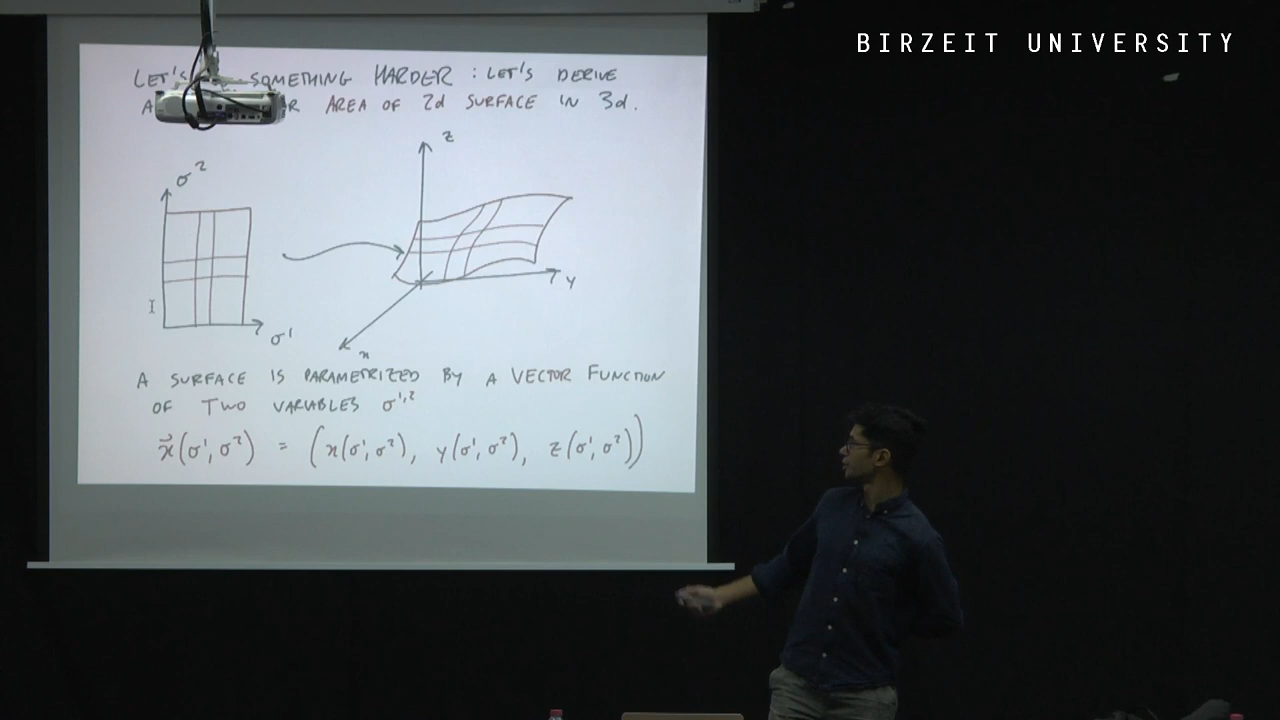 BIRZEIT UNIVERSITY
LET'S SOMETHING HARDER : LET'S DERIVE
AREA OF 2d SURFACE IN 3d.
z
σ²
y
σ¹
x
A SURFACE IS PARAMETRIZED BY A VECTOR FUNCTION
OF TWO VARIABLES σ¹,²
x⃗(σ¹,σ²) = (x(σ¹,σ²), y(σ¹,σ²), z(σ¹,σ²))